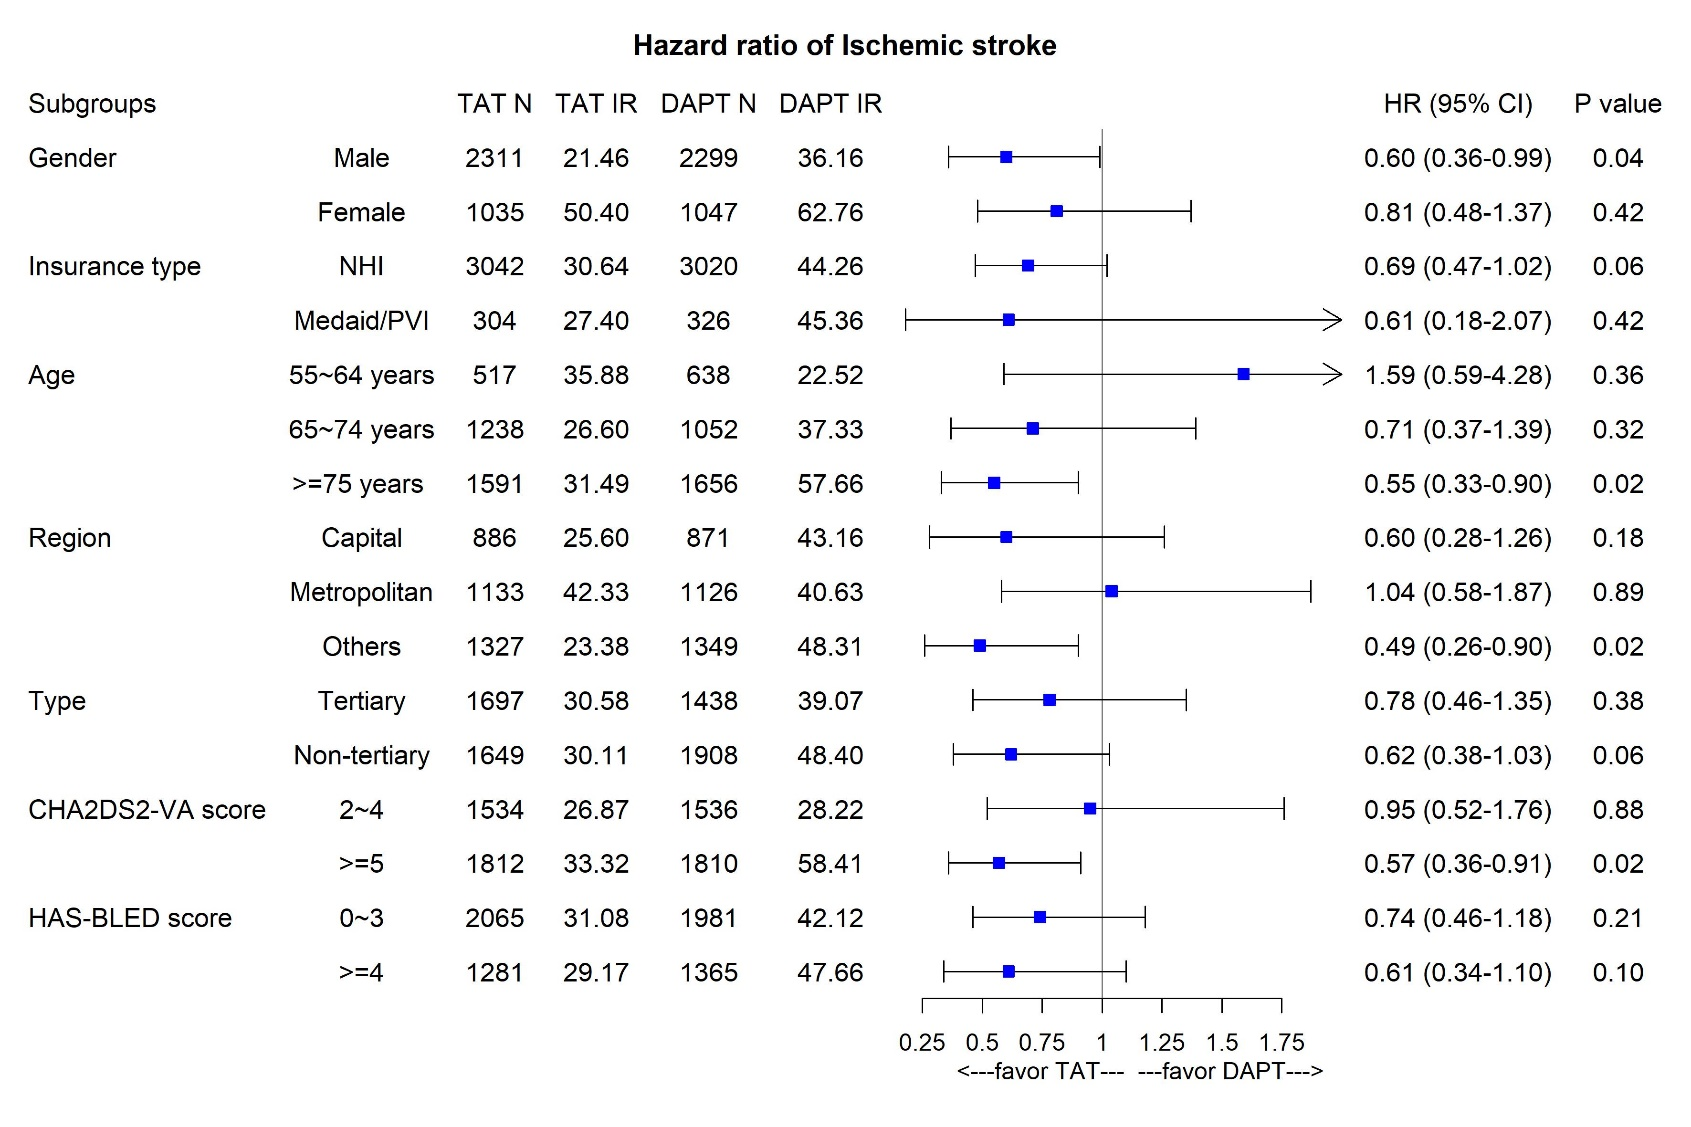 Hazard ratio of Ischemic stroke
Subgroups TAT N TAT IR DAPT N DAPT IR HR (95% CI) P value
Gender Male 2311 21.46 2299 36.16 0.60 (0.36-0.99) 0.04
Female 1035 50.40 1047 62.76 0.81 (0.48-1.37) 0.42
Insurance type NHI 3042 30.64 3020 44.26 0.69 (0.47-1.02) 0.06
Medaid/PVI 304 27.40 326 45.36 0.61 (0.18-2.07) 0.42
Age 55~64 years 517 35.88 638 22.52 1.59 (0.59-4.28) 0.36
65~74 years 1238 26.60 1052 37.33 0.71 (0.37-1.39) 0.32
>=75 years 1591 31.49 1656 57.66 0.55 (0.33-0.90) 0.02
Region Capital 886 25.60 871 43.16 0.60 (0.28-1.26) 0.18
Metropolitan 1133 42.33 1126 40.63 1.04 (0.58-1.87) 0.89
Others 1327 23.38 1349 48.31 0.49 (0.26-0.90) 0.02
Type Tertiary 1697 30.58 1438 39.07 0.78 (0.46-1.35) 0.38
Non-tertiary 1649 30.11 1908 48.40 0.62 (0.38-1.03) 0.06
CHA2DS2-VA score 2~4 1534 26.87 1536 28.22 0.95 (0.52-1.76) 0.88
>=5 1812 33.32 1810 58.41 0.57 (0.36-0.91) 0.02
HAS-BLED score 0~3 2065 31.08 1981 42.12 0.74 (0.46-1.18) 0.21
>=4 1281 29.17 1365 47.66 0.61 (0.34-1.10) 0.10
0.25 0.5 0.75 1 1.25 1.5 1.75
<---favor TAT--- ---favor DAPT--->